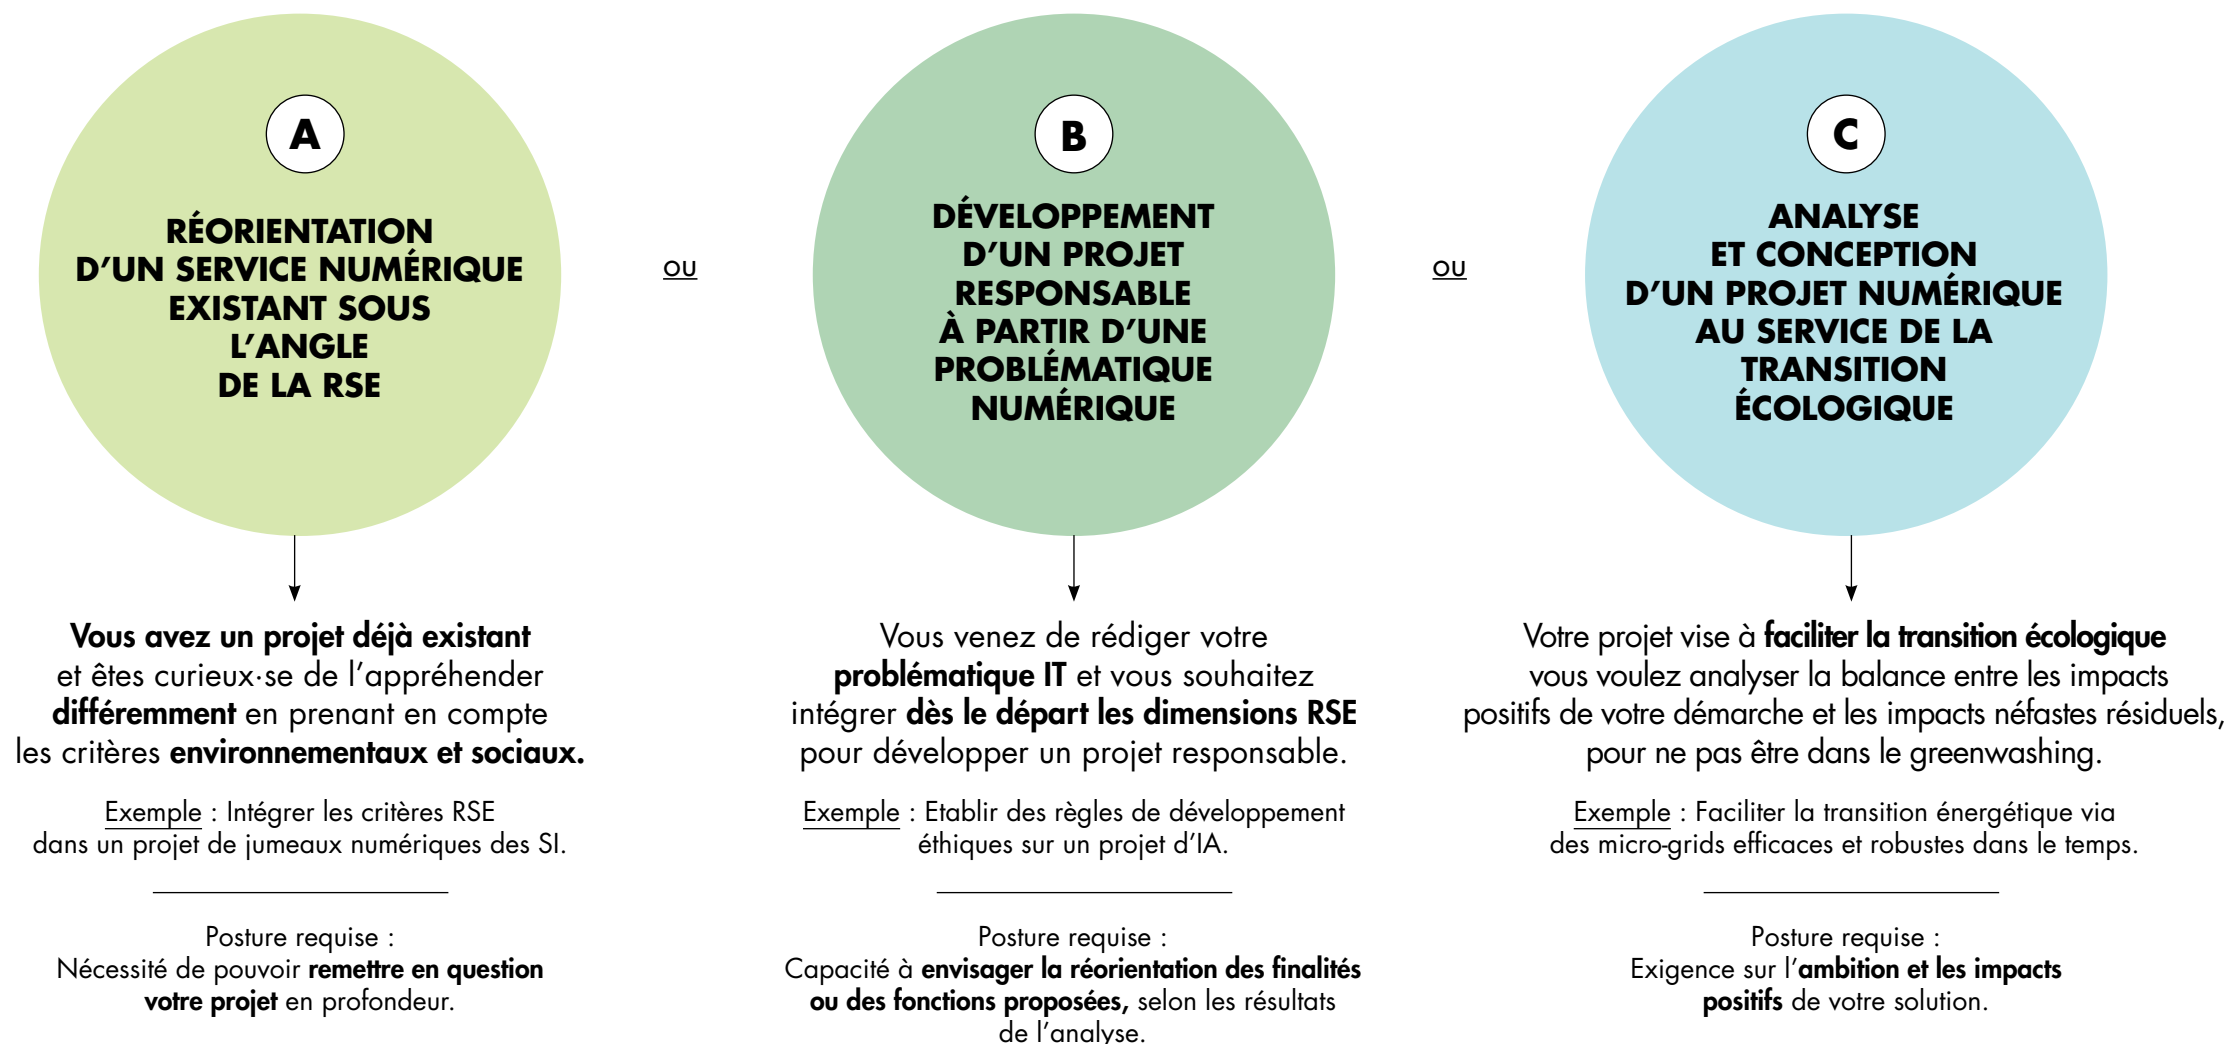 A
RÉORIENTATION
D'UN SERVICE NUMÉRIQUE
EXISTANT SOUS
L'ANGLE
DE LA RSE
Vous avez un projet déjà existant
et êtes curieux·se de l'appréhender
différemment en prenant en compte
les critères environnementaux et sociaux.
Exemple : Intégrer les critères RSE
dans un projet de jumeaux numériques des SI.
Posture requise :
Nécessité de pouvoir remettre en question
votre projet en profondeur.
OU
B
DÉVELOPPEMENT
D'UN PROJET
RESPONSABLE
À PARTIR D'UNE
PROBLÉMATIQUE
NUMÉRIQUE
Vous venez de rédiger votre
problématique IT et vous souhaitez
intégrer dès le départ les dimensions RSE
pour développer un projet responsable.
Exemple : Etablir des règles de développement
éthiques sur un projet d'IA.
Posture requise :
Capacité à envisager la réorientation des finalités
ou des fonctions proposées, selon les résultats
de l'analyse.
OU
C
ANALYSE
ET CONCEPTION
D'UN PROJET NUMÉRIQUE
AU SERVICE DE LA
TRANSITION
ÉCOLOGIQUE
Votre projet vise à faciliter la transition écologique
vous voulez analyser la balance entre les impacts
positifs de votre démarche et les impacts néfastes résiduels,
pour ne pas être dans le greenwashing.
Exemple : Faciliter la transition énergétique via
des micro-grids efficaces et robustes dans le temps.
Posture requise :
Exigence sur l'ambition et les impacts
positifs de votre solution.